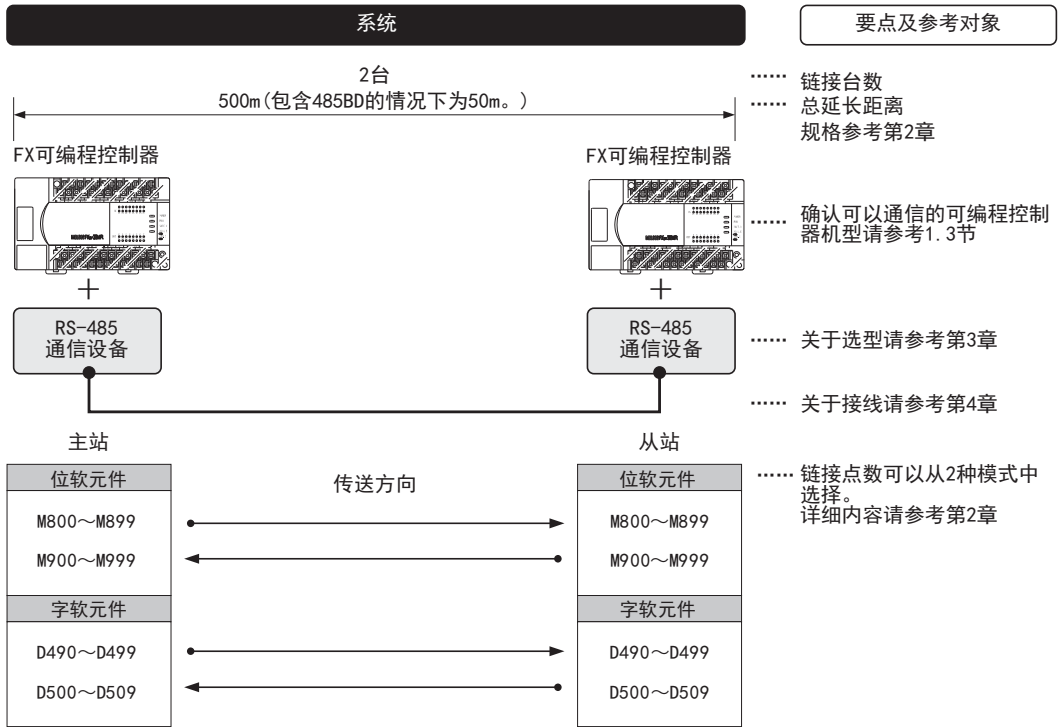 系统
要点及参考对象
2台
500m(包含485BD的情况下为50m。)
…… 链接台数
…… 总延长距离
规格参考第2章
FX可编程控制器
FX可编程控制器
…… 确认可以通信的可编程控制
器机型请参考1.3节
+
+
RS-485
通信设备
RS-485
通信设备
…… 关于选型请参考第3章
…… 关于接线请参考第4章
主站
从站
位软元件
传送方向
位软元件
…… 链接点数可以从2种模式中
选择。
详细内容请参考第2章
M800～M899
M800～M899
M900～M999
M900～M999
字软元件
字软元件
D490～D499
D490～D499
D500～D509
D500～D509